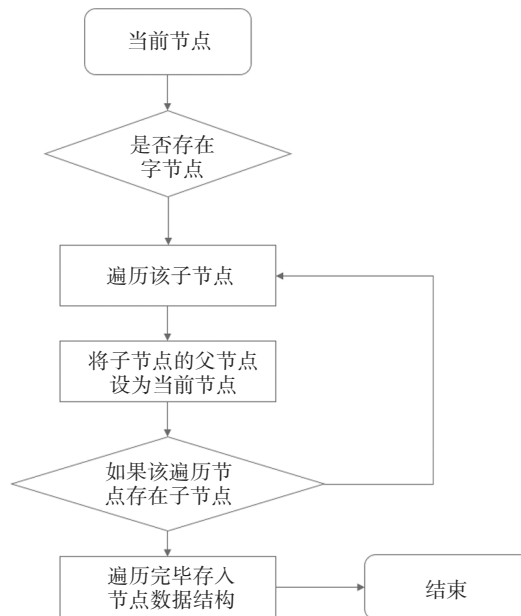 当前节点
是否存在
字节点
遍历该子节点
将子节点的父节点
设为当前节点
如果该遍历节
点存在子节点
遍历完毕存入
节点数据结构
结束